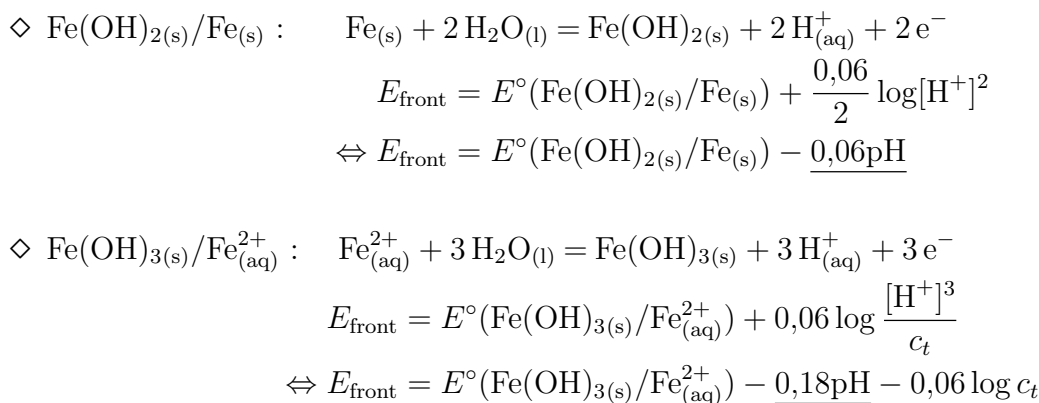 ◇ Fe(OH)₂₍ₛ₎/Fe₍ₛ₎ : Fe₍ₛ₎ + 2 H₂O₍ₗ₎ = Fe(OH)₂₍ₛ₎ + 2 H⁺(aq) + 2 e⁻
E_front = E°(Fe(OH)₂₍ₛ₎/Fe₍ₛ₎) + 0,06/2 log[H⁺]²
⇔ E_front = E°(Fe(OH)₂₍ₛ₎/Fe₍ₛ₎) − 0,06pH
◇ Fe(OH)₃₍ₛ₎/Fe²⁺(aq) : Fe²⁺(aq) + 3 H₂O₍ₗ₎ = Fe(OH)₃₍ₛ₎ + 3 H⁺(aq) + 3 e⁻
E_front = E°(Fe(OH)₃₍ₛ₎/Fe²⁺(aq)) + 0,06 log [H⁺]³/cₜ
⇔ E_front = E°(Fe(OH)₃₍ₛ₎/Fe²⁺(aq)) − 0,18pH − 0,06 log cₜ